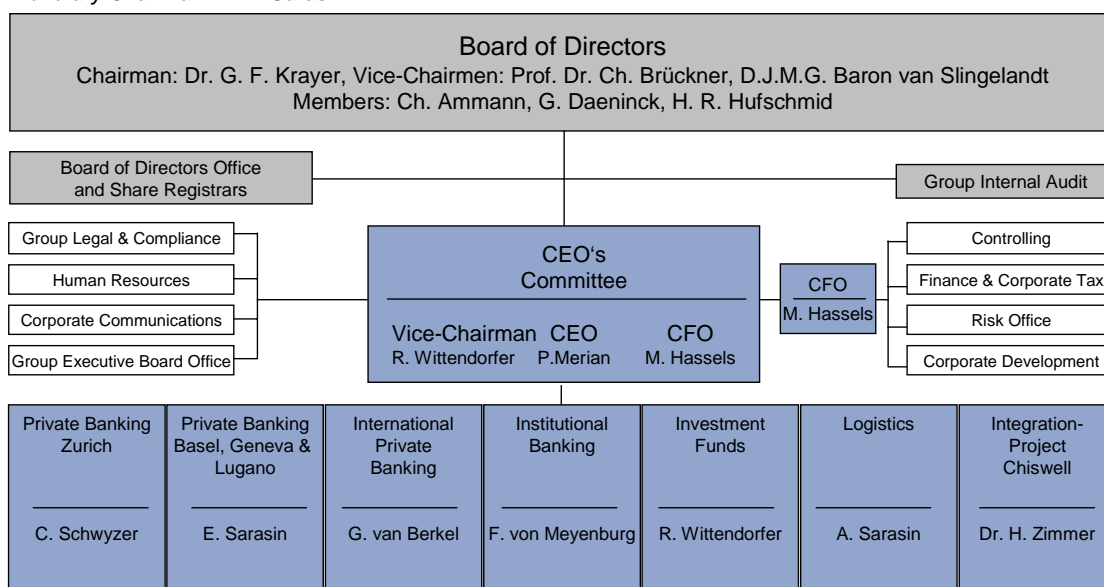 Board of Directors
Chairman: Dr. G. F. Krayer, Vice-Chairmen: Prof. Dr. Ch. Brückner, D.J.M.G. Baron van Slingelandt
Members: Ch. Ammann, G. Daeninck, H. R. Hufschmid
Board of Directors Office
and Share Registrars
Group Internal Audit
Group Legal & Compliance
Human Resources
Corporate Communications
Group Executive Board Office
CEO‘s
Committee
Vice-Chairman CEO CFO
R. Wittendorfer P.Merian M. Hassels
CFO
M. Hassels
Controlling
Finance & Corporate Tax
Risk Office
Corporate Development
Private Banking
Zurich
C. Schwyzer
Private Banking
Basel, Geneva &
Lugano
E. Sarasin
International
Private
Banking
G. van Berkel
Institutional
Banking
F. von Meyenburg
Investment
Funds
R. Wittendorfer
Logistics
A. Sarasin
Integration-
Project
Chiswell
Dr. H. Zimmer